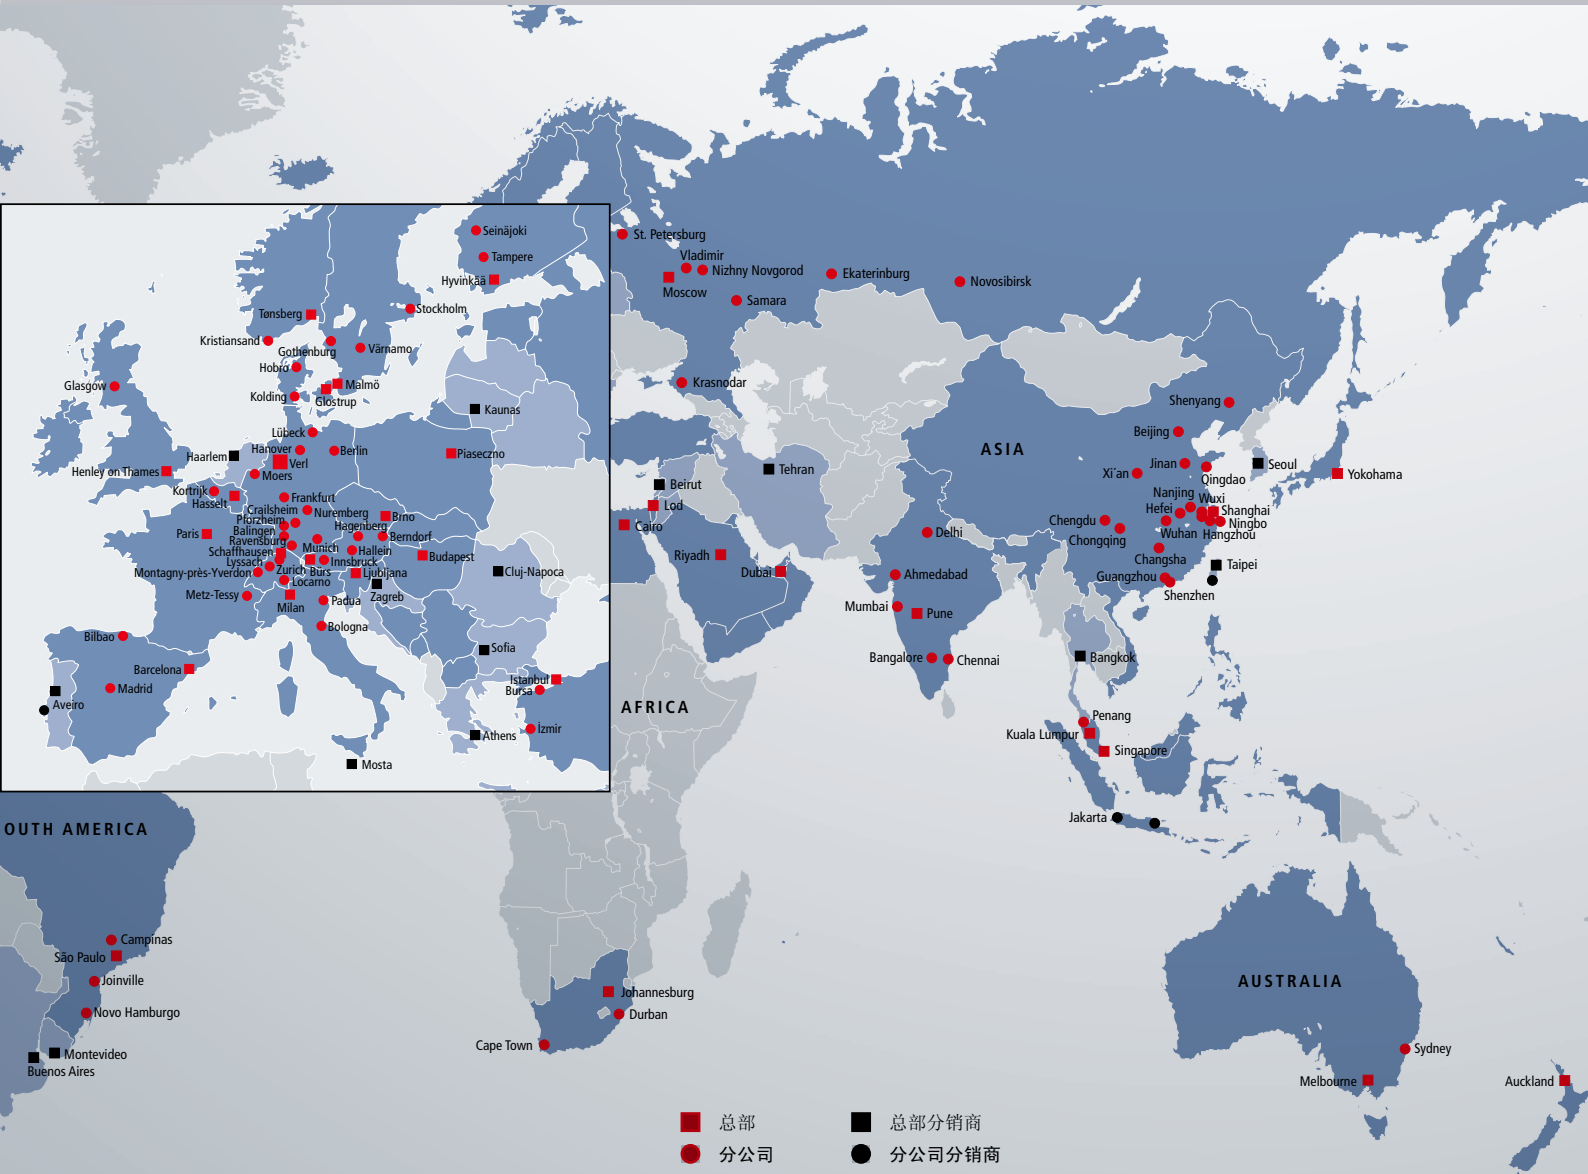 St. Petersburg
Vladimir
Nizhny Novgorod
Moscow
Samara
Ekaterinburg
Novosibirsk
Krasnodar
Seinäjoki
Tampere
Hyvinkää
Tønsberg
Stockholm
Kristiansand
Gothenburg
Värnamo
Hobro
Glasgow
Malmö
Kolding
Glostrup
Kaunas
Lübeck
Hanover
Berlin
Haarlem
Verl
Piaseczno
Henley on Thames
Moers
Kortrijk
Hasselt
Frankfurt
Crailsheim
Nuremberg
Pforzheim
Brno
Hagenberg
Balingen
Paris
Berndorf
Ravensburg
Munich
Schaffhausen
Hallein
Budapest
Lyssach
Innsbruck
Zurich
Bürs
Ljubljana
Montagny-près-Yverdon
Cluj-Napoca
Locarno
Metz-Tessy
Zagreb
Milan
Padua
Bologna
Bilbao
Sofia
Barcelona
Istanbul
Madrid
Bursa
Aveiro
İzmir
Athens
Mosta
ASIA
Shenyang
Beijing
Jinan
Seoul
Xi'an
Qingdao
Yokohama
Tehran
Beirut
Nanjing
Wuxi
Lod
Hefei
Shanghai
Cairo
Chengdu
Ningbo
Delhi
Chongqing
Wuhan
Hangzhou
Riyadh
Changsha
Dubai
Taipei
Ahmedabad
Guangzhou
Shenzhen
Mumbai
Pune
Bangalore
Chennai
Bangkok
AFRICA
Penang
Kuala Lumpur
Singapore
Jakarta
OUTH AMERICA
Campinas
São Paulo
Joinville
Novo Hamburgo
Montevideo
Buenos Aires
Johannesburg
Durban
Cape Town
AUSTRALIA
Sydney
Melbourne
Auckland
总部
总部分销商
分公司
分公司分销商